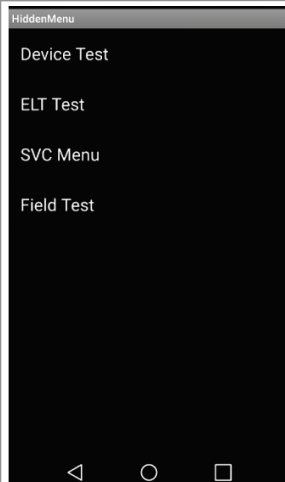 HiddenMenu
Device Test
ELT Test
SVC Menu
Field Test